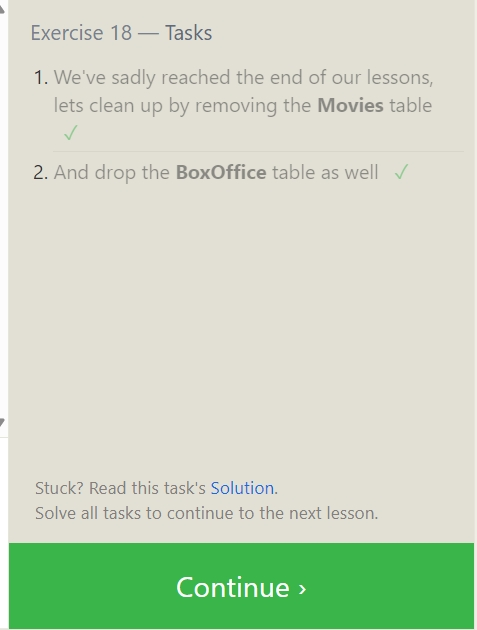 Exercise 18 — Tasks
1. We've sadly reached the end of our lessons,
lets clean up by removing the Movies table
✓
2. And drop the BoxOffice table as well ✓
Stuck? Read this task's Solution.
Solve all tasks to continue to the next lesson.
Continue ›